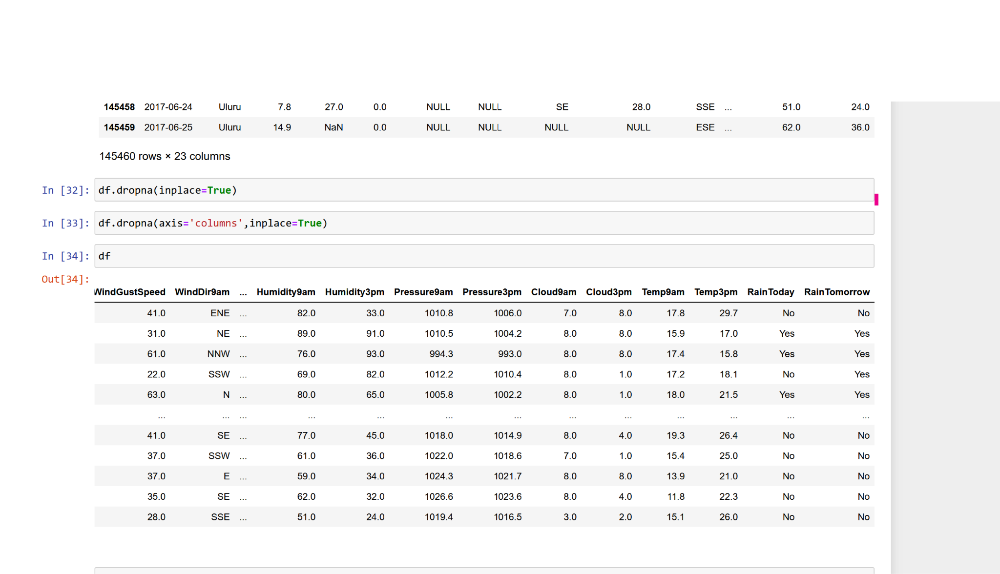 145458 2017-06-24 Uluru 7.8 27.0 0.0 NULL NULL SE 28.0 SSE ... 51.0 24.0
145459 2017-06-25 Uluru 14.9 NaN 0.0 NULL NULL NULL NULL ESE ... 62.0 36.0
145460 rows × 23 columns
In [32]: df.dropna(inplace=True)
In [33]: df.dropna(axis='columns',inplace=True)
In [34]: df
Out[34]:
WindGustSpeed WindDir9am ... Humidity9am Humidity3pm Pressure9am Pressure3pm Cloud9am Cloud3pm Temp9am Temp3pm RainToday RainTomorrow
41.0 ENE ... 82.0 33.0 1010.8 1006.0 7.0 8.0 17.8 29.7 No No
31.0 NE ... 89.0 91.0 1010.5 1004.2 8.0 8.0 15.9 17.0 Yes Yes
61.0 NNW ... 76.0 93.0 994.3 993.0 8.0 8.0 17.4 15.8 Yes Yes
22.0 SSW ... 69.0 82.0 1012.2 1010.4 8.0 1.0 17.2 18.1 No Yes
63.0 N ... 80.0 65.0 1005.8 1002.2 8.0 1.0 18.0 21.5 Yes Yes
... ... ... ... ... ... ... ... ... ... ... ... ...
41.0 SE ... 77.0 45.0 1018.0 1014.9 8.0 4.0 19.3 26.4 No No
37.0 SSW ... 61.0 36.0 1022.0 1018.6 7.0 1.0 15.4 25.0 No No
37.0 E ... 59.0 34.0 1024.3 1021.7 8.0 8.0 13.9 21.0 No No
35.0 SE ... 62.0 32.0 1026.6 1023.6 8.0 4.0 11.8 22.3 No No
28.0 SSE ... 51.0 24.0 1019.4 1016.5 3.0 2.0 15.1 26.0 No No